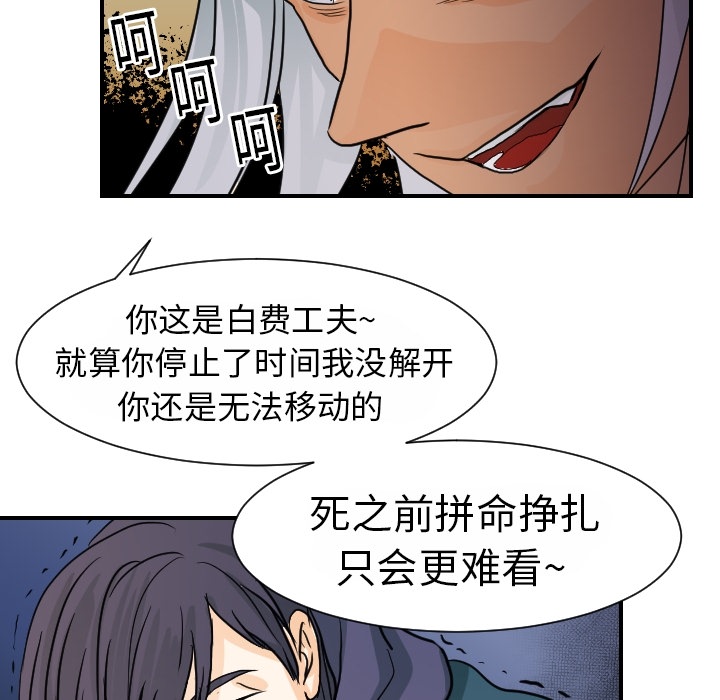 呵
呵
呵
你这是白费工夫~
就算你停止了时间我没解开
你还是无法移动的
死之前拼命挣扎
只会更难看~